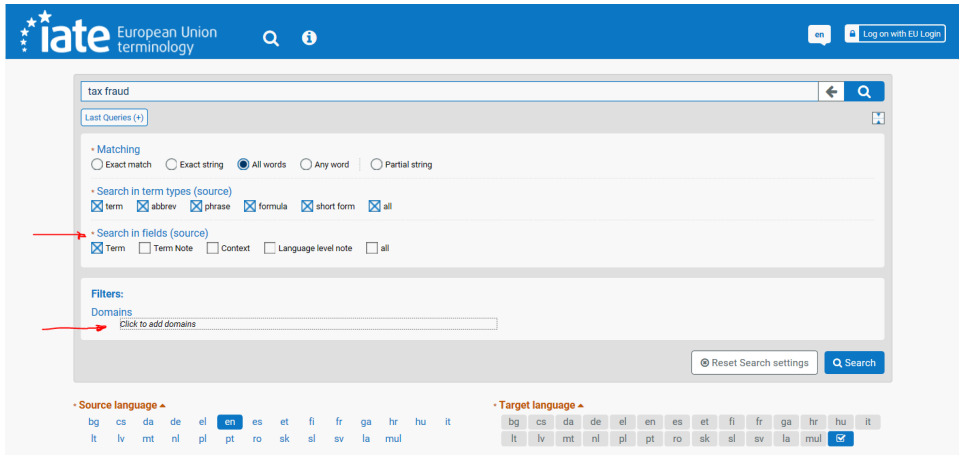 iate European Union
terminology
en
Log on with EU Login
tax fraud
Last Queries (+)
* Matching
Exact match Exact string All words Any word Partial string
* Search in term types (source)
term abbrev phrase formula short form all
* Search in fields (source)
Term Term Note Context Language level note all
Filters:
Domains
Click to add domains
Reset Search settings Search
* Source language
bg cs da de el en es et fi fr ga hr hu it
lt lv mt nl pl pt ro sk sl sv la mul
* Target language
bg cs da de el en es et fi fr ga hr hu it
lt lv mt nl pl pt ro sk sl sv la mul